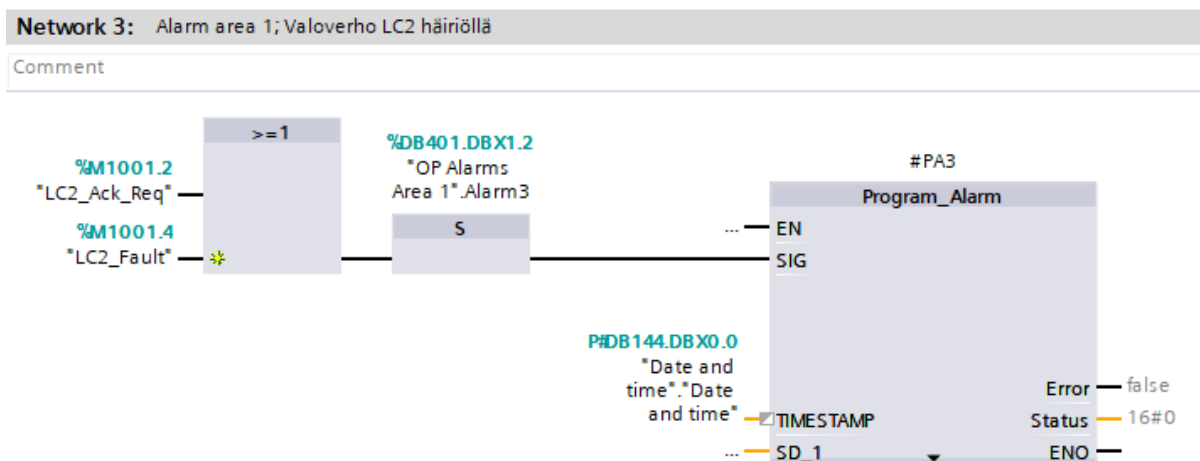 Network 3: Alarm area 1; Valoverho LC2 häiriöllä
Comment
>=1
%M1001.2
"LC2_Ack_Req"
%M1001.4
"LC2_Fault"
%DB401.DBX1.2
"OP Alarms
Area 1".Alarm3
S
#PA3
Program_Alarm
... EN
SIG
P#DB144.DBX0.0
"Date and
time"."Date
and time"
TIMESTAMP
... SD_1
Error false
Status 16#0
ENO